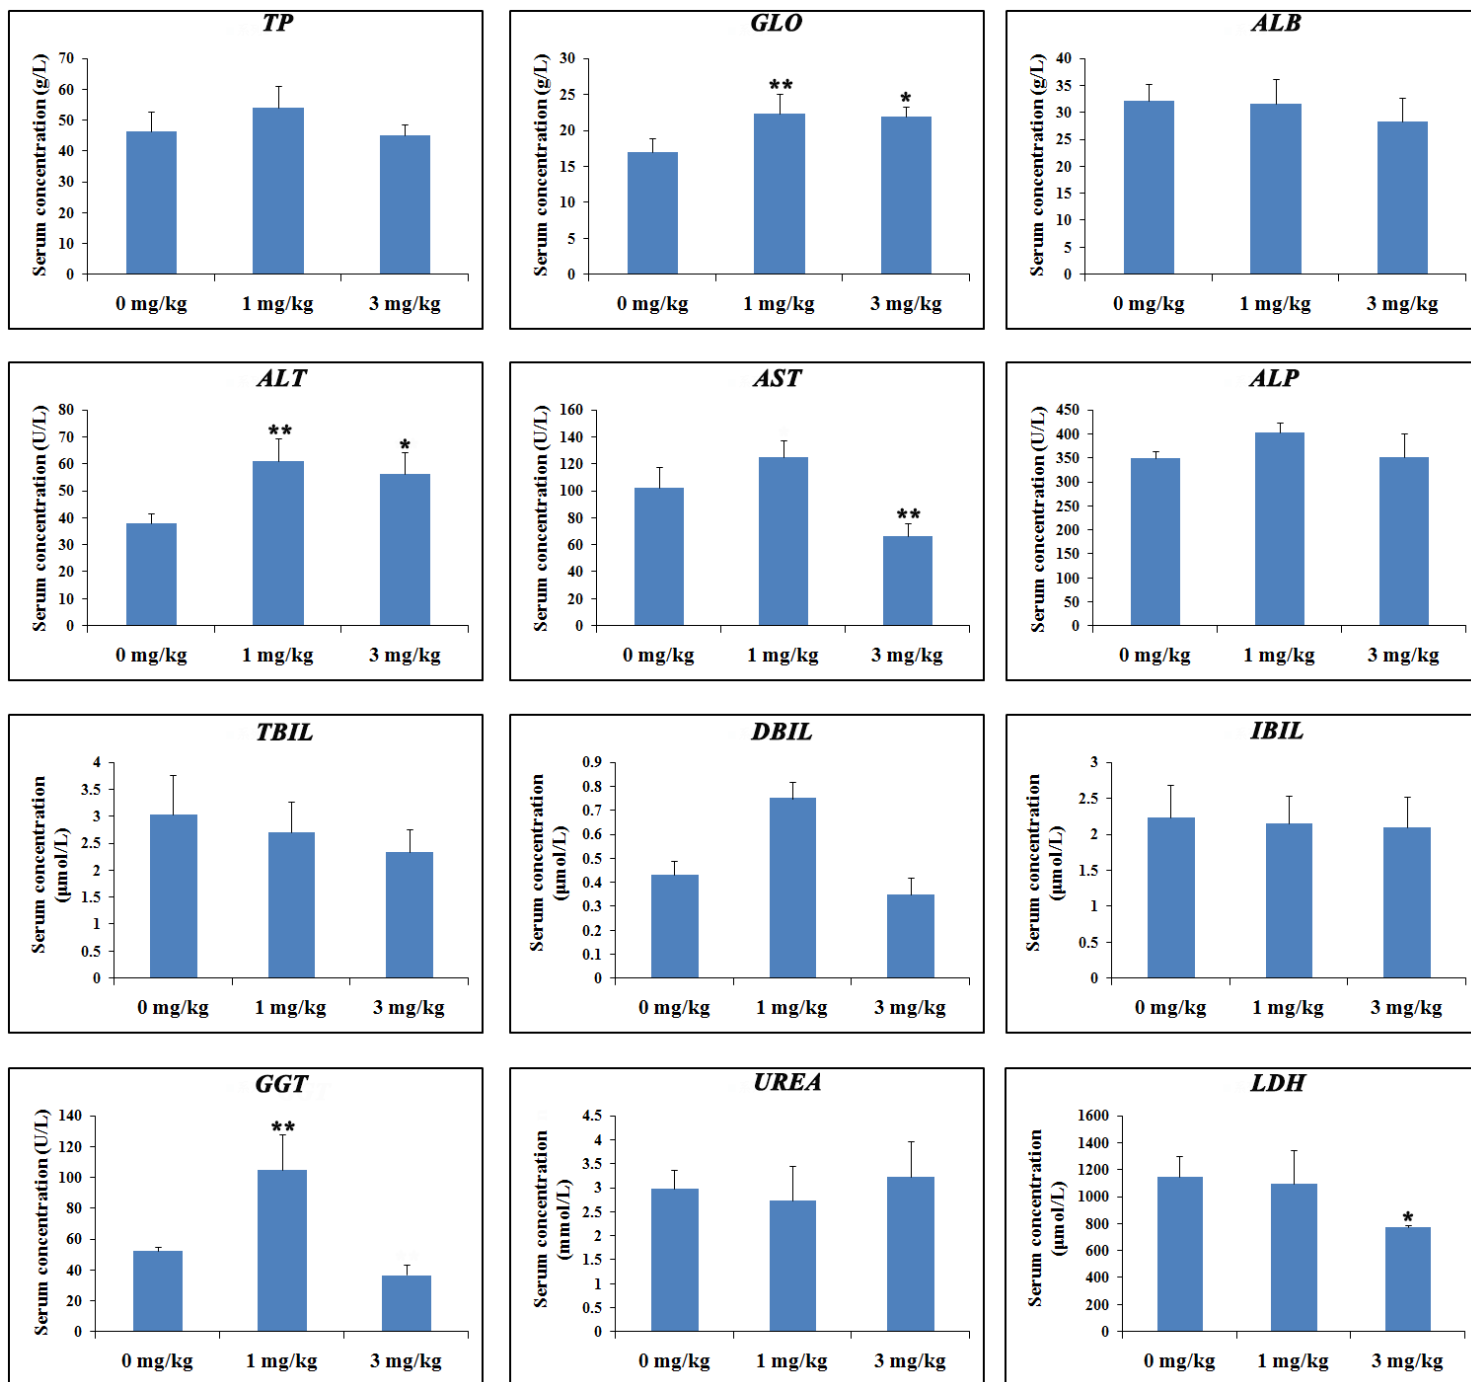 TP
Serum concentration (g/L)
70
60
50
40
30
20
10
0
0 mg/kg 1 mg/kg 3 mg/kg
GLO
Serum concentration (g/L)
30
25
20
15
10
5
0
** *
0 mg/kg 1 mg/kg 3 mg/kg
ALB
Serum concentration (g/L)
40
35
30
25
20
15
10
5
0
0 mg/kg 1 mg/kg 3 mg/kg
ALT
Serum concentration (U/L)
80
70
60
50
40
30
20
10
0
** *
0 mg/kg 1 mg/kg 3 mg/kg
AST
Serum concentration (U/L)
160
140
120
100
80
60
40
20
0
**
0 mg/kg 1 mg/kg 3 mg/kg
ALP
Serum concentration (U/L)
450
400
350
300
250
200
150
100
50
0
0 mg/kg 1 mg/kg 3 mg/kg
TBIL
Serum concentration
(μmol/L)
4
3.5
3
2.5
2
1.5
1
0.5
0
0 mg/kg 1 mg/kg 3 mg/kg
DBIL
Serum concentration
(μmol/L)
0.9
0.8
0.7
0.6
0.5
0.4
0.3
0.2
0.1
0
0 mg/kg 1 mg/kg 3 mg/kg
IBIL
Serum concentration
(μmol/L)
3
2.5
2
1.5
1
0.5
0
0 mg/kg 1 mg/kg 3 mg/kg
GGT
Serum concentration (U/L)
140
120
100
80
60
40
20
0
**
0 mg/kg 1 mg/kg 3 mg/kg
UREA
Serum concentration
(mmol/L)
4.5
4
3.5
3
2.5
2
1.5
1
0.5
0
0 mg/kg 1 mg/kg 3 mg/kg
LDH
Serum concentration
(μmol/L)
1600
1400
1200
1000
800
600
400
200
0
*
0 mg/kg 1 mg/kg 3 mg/kg